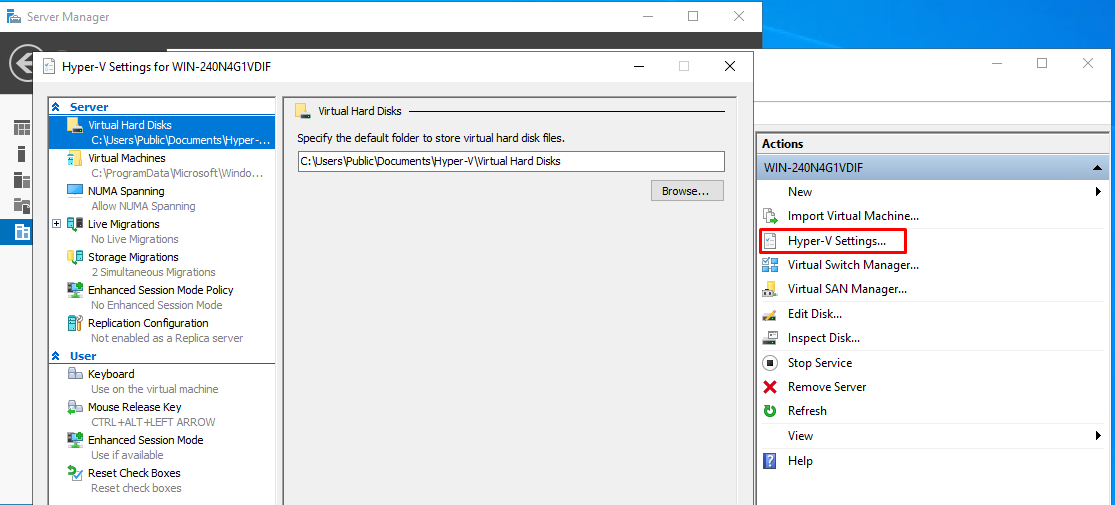 Server Manager
Hyper-V Settings for WIN-240N4G1VDIF
Server
Virtual Hard Disks
C:\Users\Public\Documents\Hyper-...
Virtual Machines
C:\ProgramData\Microsoft\Windo...
NUMA Spanning
Allow NUMA Spanning
Live Migrations
No Live Migrations
Storage Migrations
2 Simultaneous Migrations
Enhanced Session Mode Policy
No Enhanced Session Mode
Replication Configuration
Not enabled as a Replica server
User
Keyboard
Use on the virtual machine
Mouse Release Key
CTRL+ALT+LEFT ARROW
Enhanced Session Mode
Use if available
Reset Check Boxes
Reset check boxes
Virtual Hard Disks
Specify the default folder to store virtual hard disk files.
C:\Users\Public\Documents\Hyper-V\Virtual Hard Disks
Browse...
Actions
WIN-240N4G1VDIF
New
Import Virtual Machine...
Hyper-V Settings...
Virtual Switch Manager...
Virtual SAN Manager...
Edit Disk...
Inspect Disk...
Stop Service
Remove Server
Refresh
View
Help